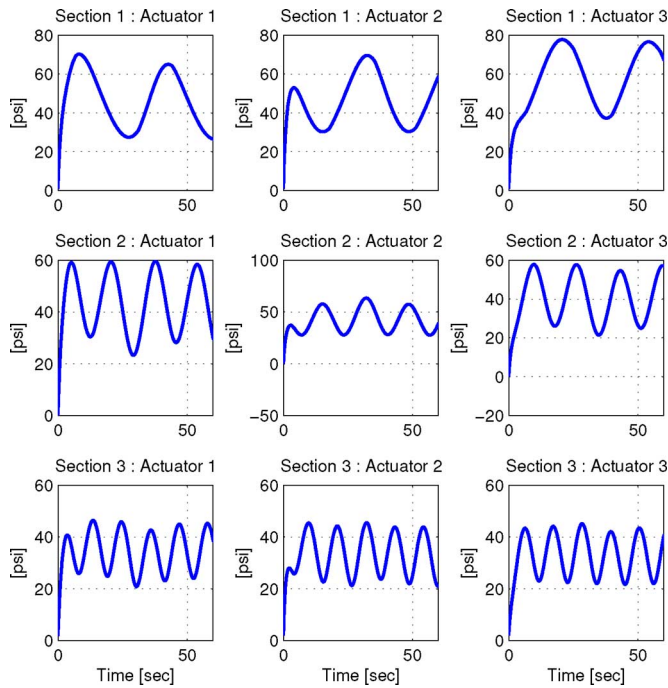 Section 1 : Actuator 1
Section 1 : Actuator 2
Section 1 : Actuator 3
80
60
40
20
0
[psi]
0
50
80
60
40
20
0
[psi]
0
50
80
60
40
20
0
[psi]
0
50
Section 2 : Actuator 1
Section 2 : Actuator 2
Section 2 : Actuator 3
60
40
20
0
[psi]
0
50
100
50
0
−50
[psi]
0
50
60
40
20
0
−20
[psi]
0
50
Section 3 : Actuator 1
Section 3 : Actuator 2
Section 3 : Actuator 3
60
40
20
0
[psi]
0
50
Time [sec]
60
40
20
0
[psi]
0
50
Time [sec]
60
40
20
0
[psi]
0
50
Time [sec]